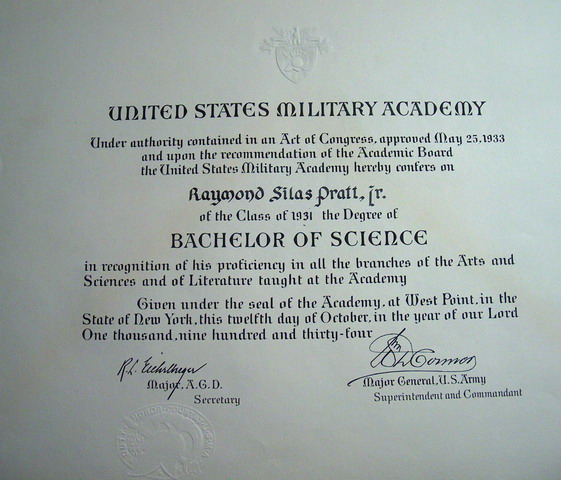 UNITED STATES MILITARY ACADEMY
Under authority contained in an Act of Congress, approved May 25, 1933
and upon the recommendation of the Academic Board
the United States Military Academy hereby confers on
Raymond Silas Pratt, Jr.
of the Class of 1931 the Degree of
BACHELOR OF SCIENCE
in recognition of his proficiency in all the branches of the Arts and
Sciences and of Literature taught at the Academy
Given under the seal of the Academy, at West Point, in the
State of New York, this twelfth day of October, in the year of our Lord
One thousand, nine hundred and thirty-four
R. L. Eichelberger
Major, A.G.D.
Secretary
Connor
Major General, U.S. Army
Superintendent and Commandant